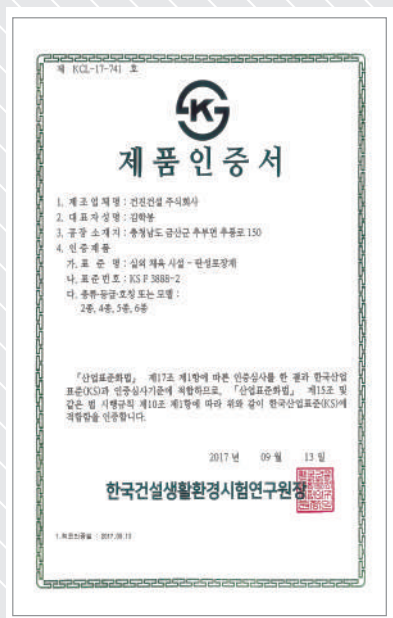 제 KCL-17-741 호
제품인증서
1. 제조업체명 : 건진건설 주식회사
2. 대표자성명 : 김학봉
3. 공장 소재지 : 충청남도 금산군 추부면 추풍로 150
4. 인증제품
가. 표 준 명 : 실외 체육 시설 - 탄성포장재
나. 표준번호 : KS F 3888-2
다. 종류·등급·호칭 또는 모델 :
2종, 4종, 5종, 6종
「산업표준화법」 제17조 제1항에 따른 인증심사를 한 결과 한국산업
표준(KS)과 인증심사기준에 적합하므로, 「산업표준화법」 제15조 및
같은 법 시행규칙 제10조 제1항에 따라 위와 같이 한국산업표준(KS)에
적합함을 인증합니다.
2017 년 09 월 13 일
한국건설생활환경시험연구원장
1. 최초인증일 : 2017.09.13